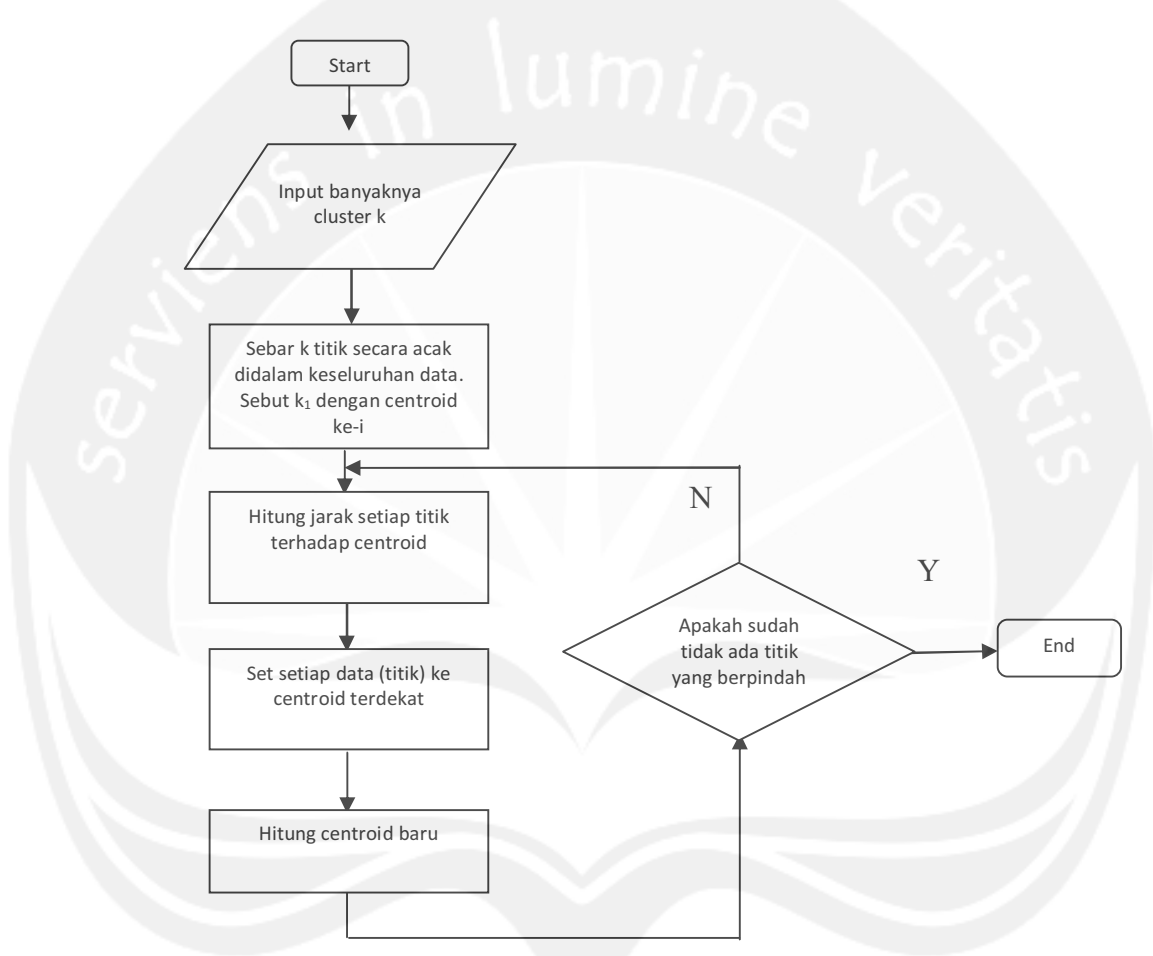 serviens in lumine veritatis
Start
Input banyaknya
cluster k
Sebar k titik secara acak
didalam keseluruhan data.
Sebut k₁ dengan centroid
ke-i
Hitung jarak setiap titik
terhadap centroid
Set setiap data (titik) ke
centroid terdekat
Hitung centroid baru
Apakah sudah
tidak ada titik
yang berpindah
N
Y
End